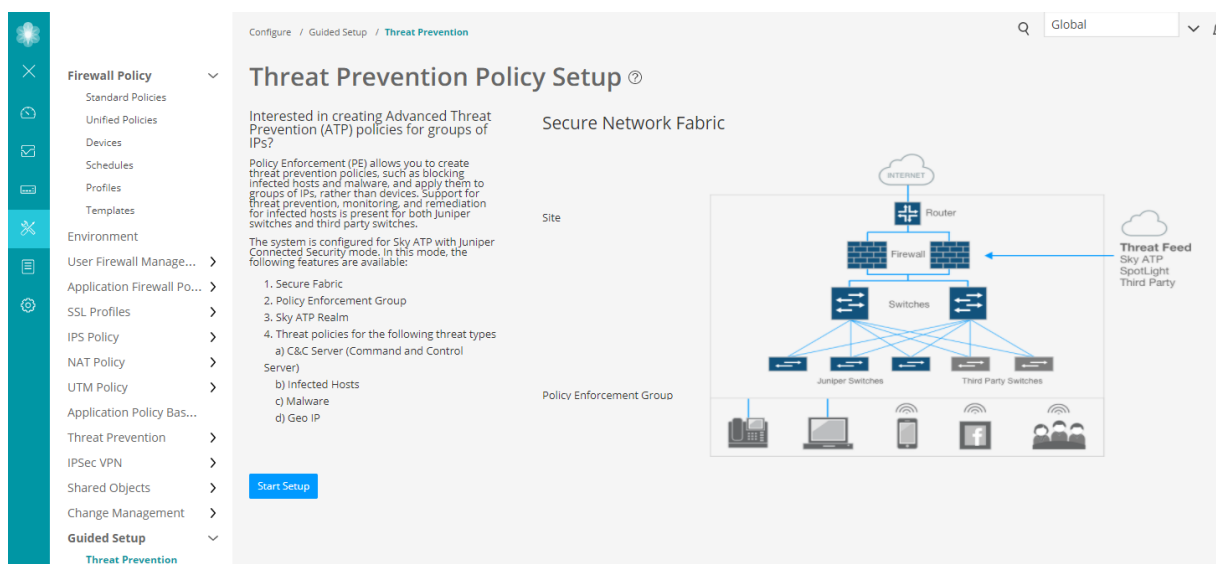 Configure / Guided Setup / Threat Prevention
Global
Firewall Policy
Standard Policies
Unified Policies
Devices
Schedules
Profiles
Templates
Environment
User Firewall Manage...
Application Firewall Po...
SSL Profiles
IPS Policy
NAT Policy
UTM Policy
Application Policy Bas...
Threat Prevention
IPSec VPN
Shared Objects
Change Management
Guided Setup
Threat Prevention
Threat Prevention Policy Setup
Interested in creating Advanced Threat
Prevention (ATP) policies for groups of
IPs?
Policy Enforcement (PE) allows you to create
threat prevention policies, such as blocking
infected hosts and malware, and apply them to
groups of IPs, rather than devices. Support for
threat prevention, monitoring, and remediation
for infected hosts is present for both Juniper
switches and third party switches.
The system is configured for Sky ATP with Juniper
Connected Security mode. In this mode, the
following features are available:
1. Secure Fabric
2. Policy Enforcement Group
3. Sky ATP Realm
4. Threat policies for the following threat types
a) C&C Server (Command and Control
Server)
b) Infected Hosts
c) Malware
d) Geo IP
Start Setup
Secure Network Fabric
Site
Policy Enforcement Group
INTERNET
Router
Firewall
Switches
Juniper Switches
Third Party Switches
Threat Feed
Sky ATP
SpotLight
Third Party